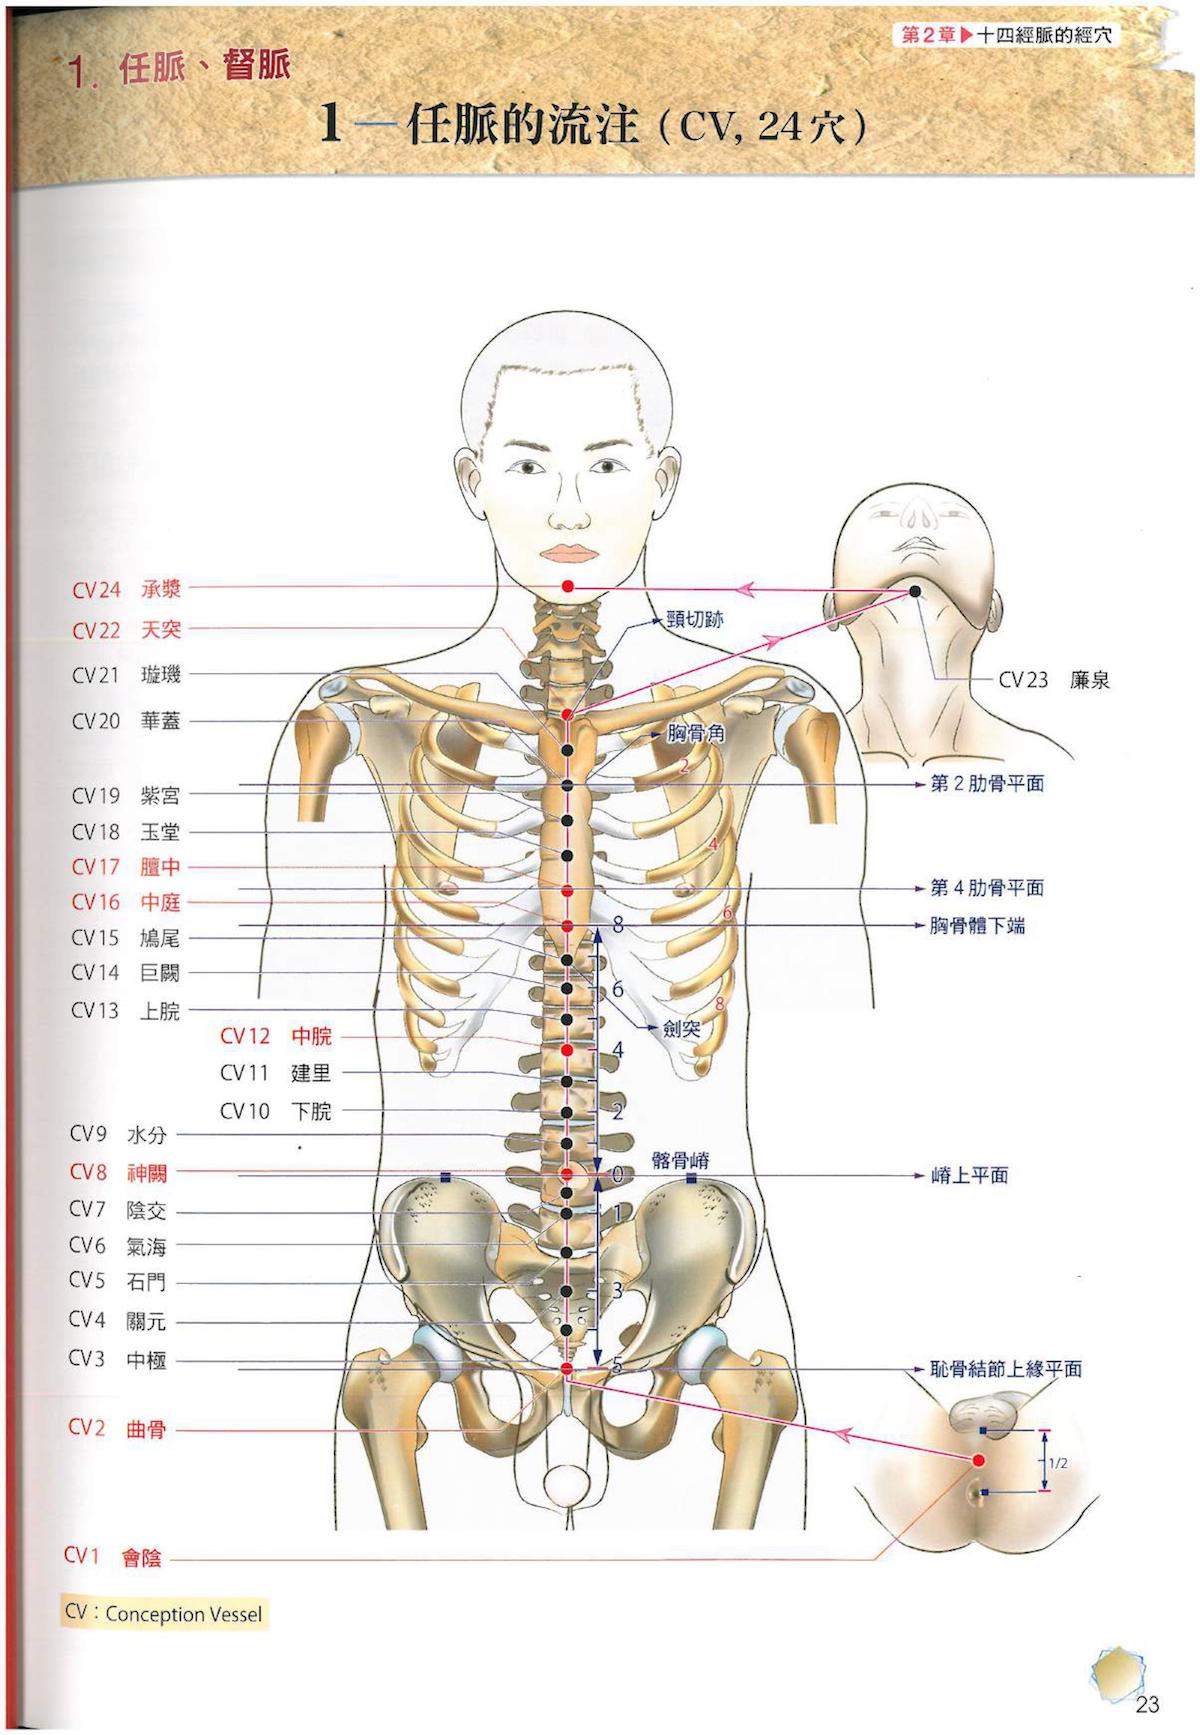 第2章▶十四經脈的經穴
1. 任脈、督脈
1—任脈的流注（CV, 24穴）
CV24 承漿
CV22 天突
頸切跡
CV21 璇璣
CV23 廉泉
CV20 華蓋
胸骨角
2
第2肋骨平面
CV19 紫宮
CV18 玉堂
4
CV17 膻中
第4肋骨平面
CV16 中庭
6
8
胸骨體下端
CV15 鳩尾
CV14 巨闕
6
8
CV13 上脘
劍突
CV12 中脘
4
CV11 建里
CV10 下脘
2
CV9 水分
髂骨嵴
CV8 神闕
0
嵴上平面
CV7 陰交
1
CV6 氣海
CV5 石門
3
CV4 關元
CV3 中極
5
恥骨結節上緣平面
CV2 曲骨
1/2
CV1 會陰
CV：Conception Vessel
23